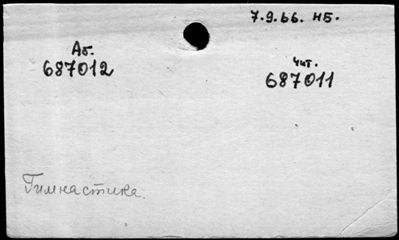 7.9.66. НБ.
Аб.
687012
Чит.
687011
Гимнастика.